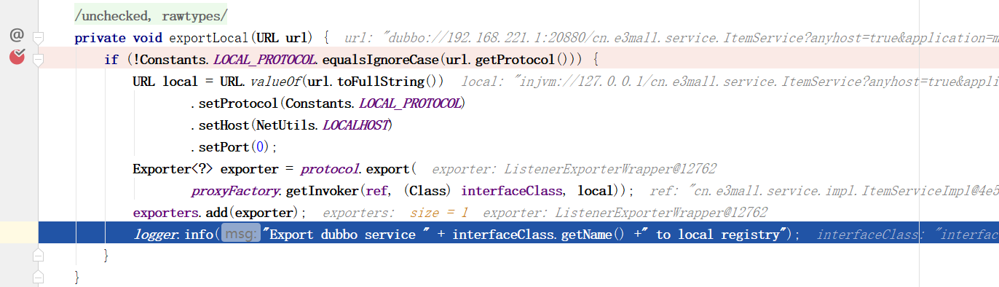 /unchecked, rawtypes/
private void exportLocal(URL url) { url: "dubbo://192.168.221.1:20880/cn.e3mall.service.ItemService?anyhost=true&application=m
@
if (!Constants.LOCAL_PROTOCOL.equalsIgnoreCase(url.getProtocol())) {
URL local = URL.valueOf(url.toFullString()) local: "injvm://127.0.0.1/cn.e3mall.service.ItemService?anyhost=true&appli
.setProtocol(Constants.LOCAL_PROTOCOL)
.setHost(NetUtils.LOCALHOST)
.setPort(0);
Exporter<?> exporter = protocol.export( exporter: ListenerExporterWrapper@12762
proxyFactory.getInvoker(ref, (Class) interfaceClass, local)); ref: "cn.e3mall.service.impl.ItemServiceImpl@4e5
exporters.add(exporter); exporters: size = 1 exporter: ListenerExporterWrapper@12762
logger.info( msg: "Export dubbo service " + interfaceClass.getName() +" to local registry"); interfaceClass: "interfac
}
}